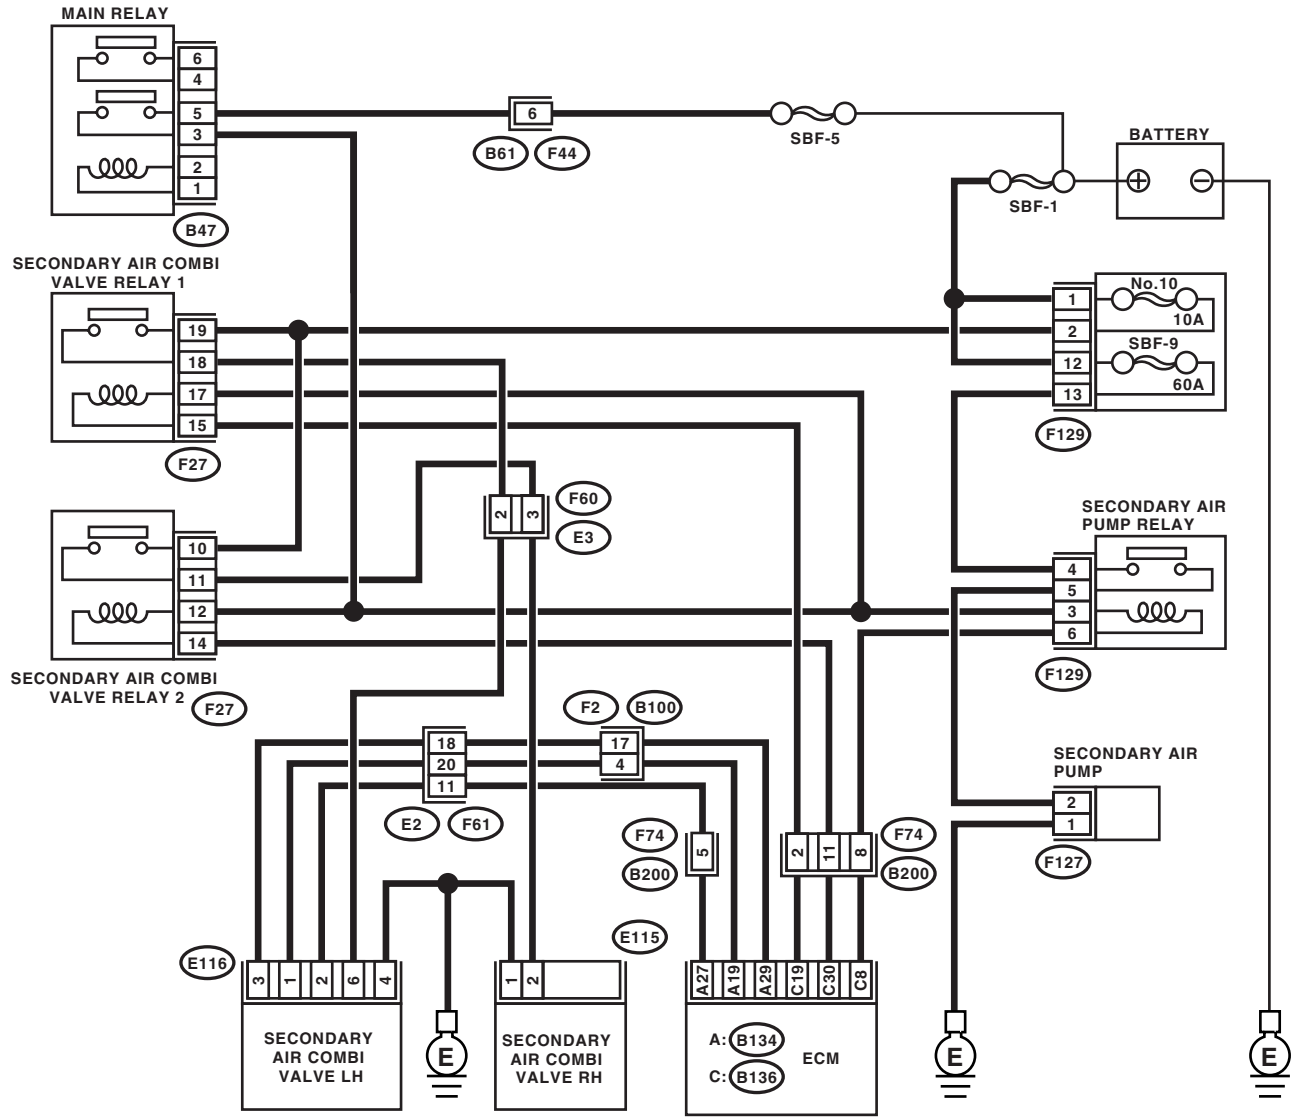 MAIN RELAY
6
4
5
3
2
1
B47
6
B61
F44
SBF-5
BATTERY
SBF-1
SECONDARY AIR COMBI
VALVE RELAY 1
19
18
17
15
F27
No.10
10A
SBF-9
60A
1
2
12
13
F129
2
3
F60
E3
10
11
12
14
SECONDARY AIR COMBI
VALVE RELAY 2
F27
SECONDARY AIR
PUMP RELAY
4
5
3
6
F129
F2
B100
18
20
11
17
4
E2
F61
SECONDARY AIR
PUMP
2
1
F127
F74
B200
5
2
11
8
F74
B200
E116
3
1
2
6
4
SECONDARY
AIR COMBI
VALVE LH
E
E115
1
2
SECONDARY
AIR COMBI
VALVE RH
A27
A19
A29
C19
C30
C8
A: B134
C: B136
ECM
E
E